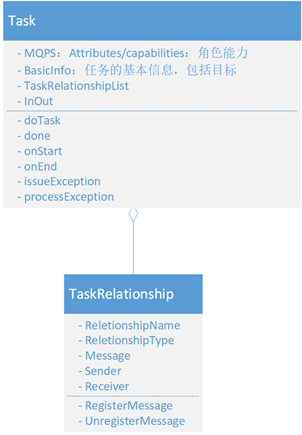 Task
- MQPS：Attributes/capabilities：角色能力
- BasicInfo：任务的基本信息，包括目标
- TaskRelationshipList
- InOut
- doTask
- done
- onStart
- onEnd
- issueException
- processException
TaskRelationship
- ReletionshipName
- ReletionshipType
- Message
- Sender
- Receiver
- RegisterMessage
- UnregisterMessage